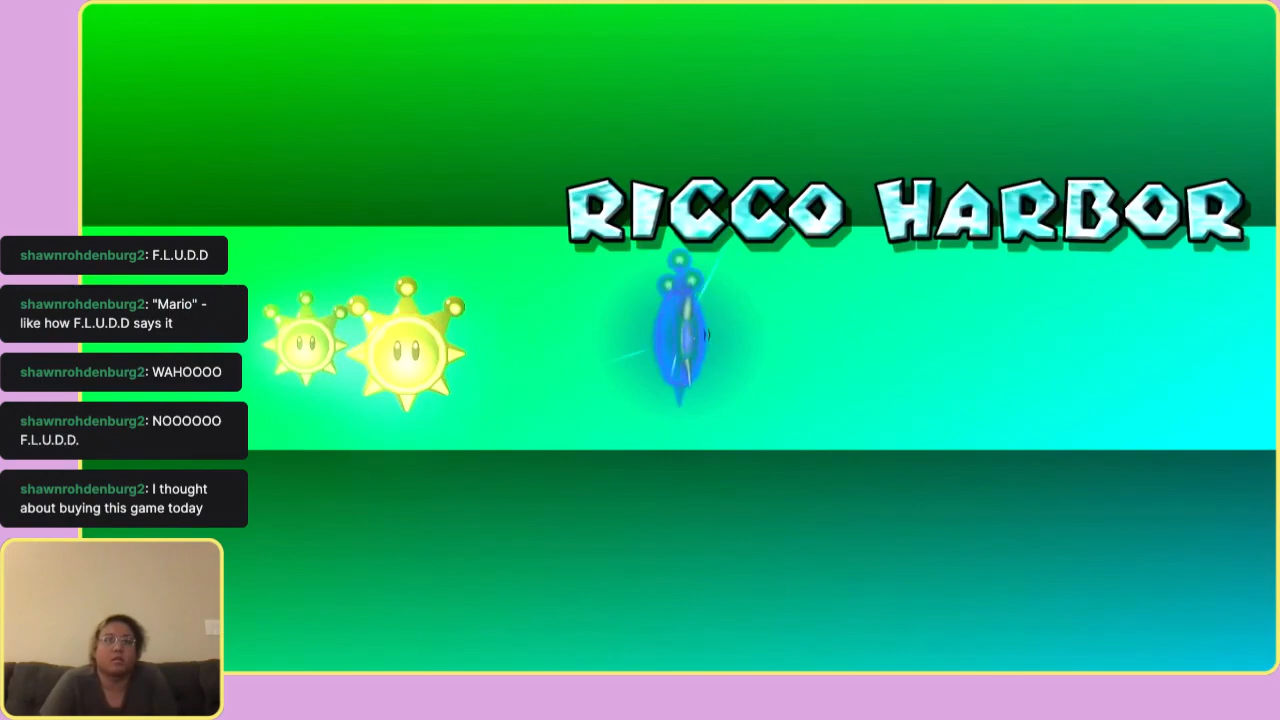 RICCO HARBOR
shawnrohdenburg2: F.L.U.D.D
shawnrohdenburg2: "Mario" -
like how F.L.U.D.D says it
shawnrohdenburg2: WAHOOOO
shawnrohdenburg2: NOOOOOO
F.L.U.D.D.
shawnrohdenburg2: I thought
about buying this game today